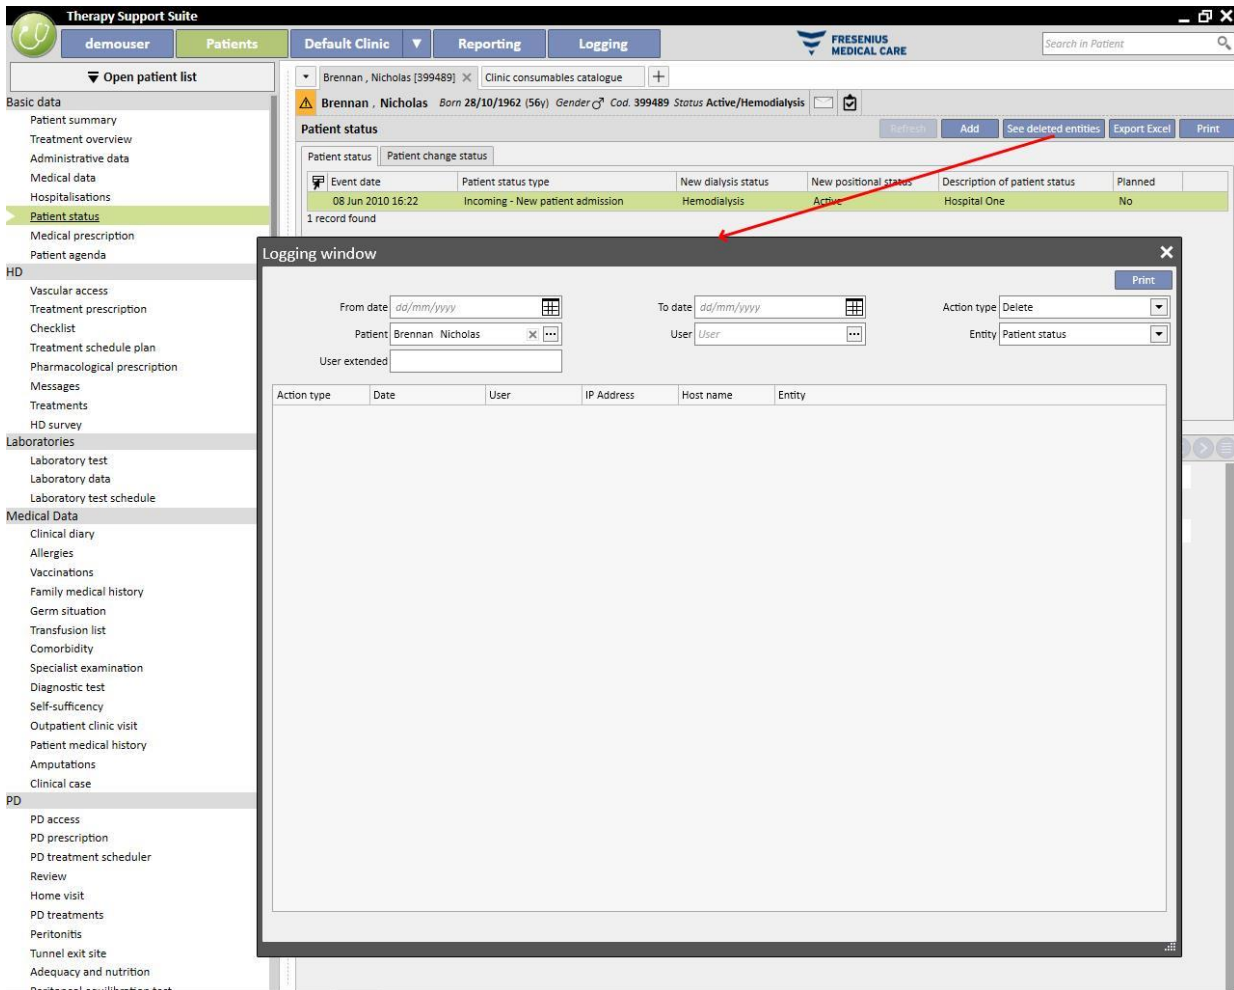 Therapy Support Suite
demouser Patients Default Clinic Reporting Logging FRESENIUS MEDICAL CARE Search in Patient
Open patient list
Brennan , Nicholas [399489] Clinic consumables catalogue
Brennan , Nicholas Born 28/10/1962 (56y) Gender Cod. 399489 Status Active/Hemodialysis
Patient status Refresh Add See deleted entities Export Excel Print
Patient status Patient change status
Event date Patient status type New dialysis status New positional status Description of patient status Planned
08 Jun 2010 16:22 Incoming - New patient admission Hemodialysis Active Hospital One No
1 record found
Basic data
Patient summary
Treatment overview
Administrative data
Medical data
Hospitalisations
Patient status
Medical prescription
Patient agenda
HD
Vascular access
Treatment prescription
Checklist
Treatment schedule plan
Pharmacological prescription
Messages
Treatments
HD survey
Laboratories
Laboratory test
Laboratory data
Laboratory test schedule
Medical Data
Clinical diary
Allergies
Vaccinations
Family medical history
Germ situation
Transfusion list
Comorbidity
Specialist examination
Diagnostic test
Self-sufficency
Outpatient clinic visit
Patient medical history
Amputations
Clinical case
PD
PD access
PD prescription
PD treatment scheduler
Review
Home visit
PD treatments
Peritonitis
Tunnel exit site
Adequacy and nutrition
Logging window
Print
From date dd/mm/yyyy To date dd/mm/yyyy Action type Delete
Patient Brennan Nicholas User User Entity Patient status
User extended
Action type Date User IP Address Host name Entity